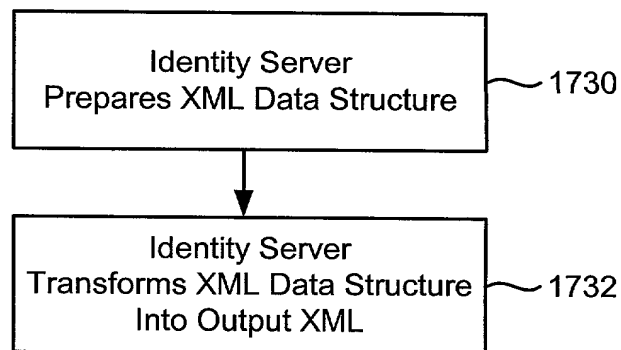 Identity Server
Prepares XML Data Structure
1730
Identity Server
Transforms XML Data Structure
Into Output XML
1732